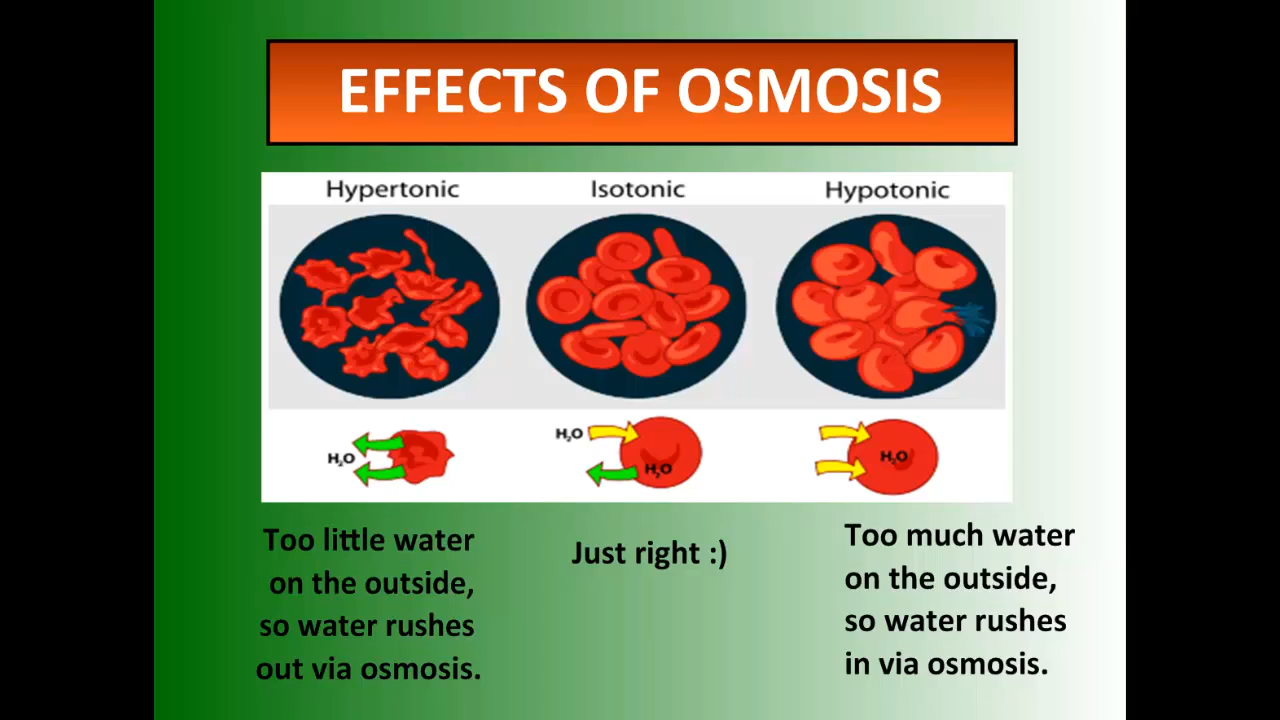 EFFECTS OF OSMOSIS
Hypertonic
Isotonic
Hypotonic
H₂O
H₂O
H₂O
H₂O
Too little water
on the outside,
so water rushes
out via osmosis.
Just right :)
Too much water
on the outside,
so water rushes
in via osmosis.